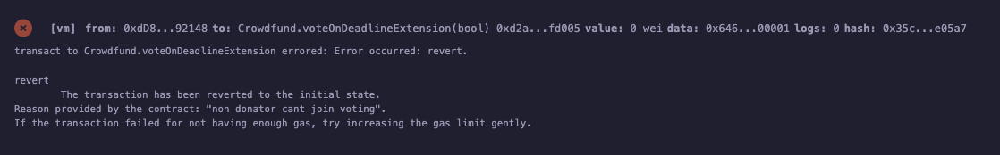 [vm] from: 0xdD8...92148 to: Crowdfund.voteOnDeadlineExtension(bool) 0xd2a...fd005 value: 0 wei data: 0x646...00001 logs: 0 hash: 0x35c...e05a7
transact to Crowdfund.voteOnDeadlineExtension errored: Error occurred: revert.
revert
The transaction has been reverted to the initial state.
Reason provided by the contract: "non donator cant join voting".
If the transaction failed for not having enough gas, try increasing the gas limit gently.